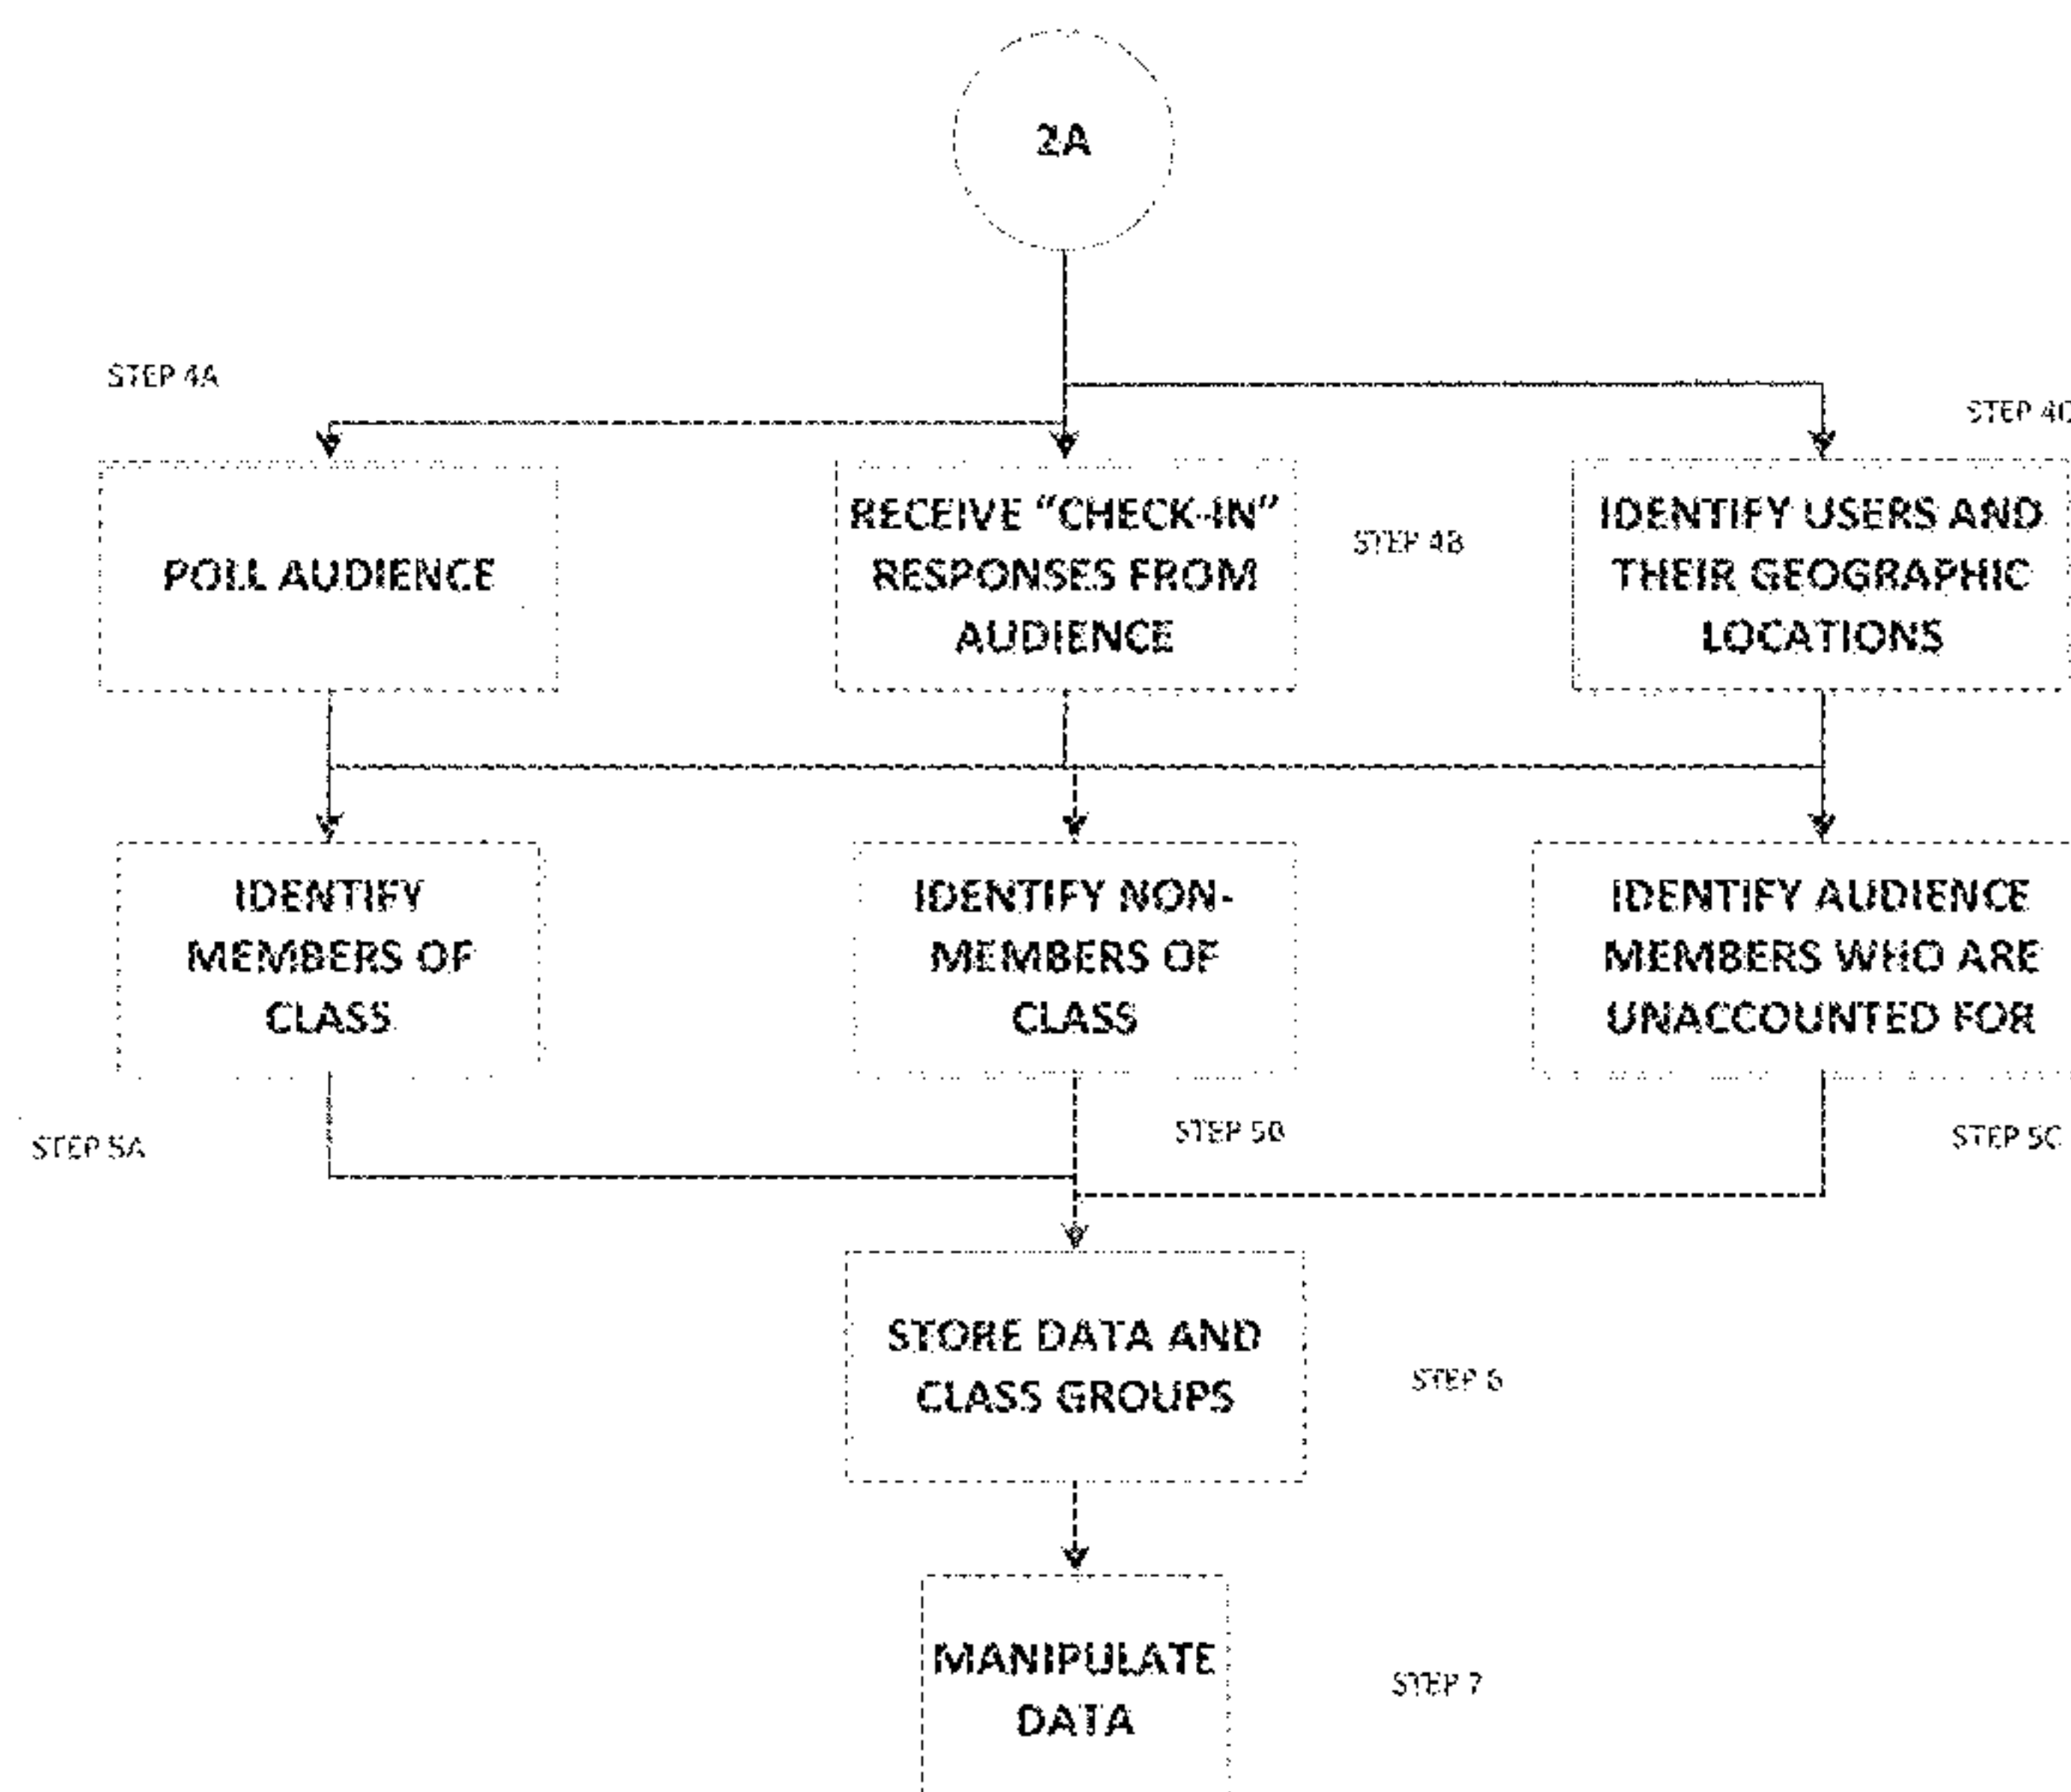 2A
STEP 4A
STEP 4C
POLL AUDIENCE
RECEIVE “CHECK-IN”
RESPONSES FROM
AUDIENCE
STEP 4B
IDENTIFY USERS AND
THEIR GEOGRAPHIC
LOCATIONS
IDENTIFY
MEMBERS OF
CLASS
IDENTIFY NON-
MEMBERS OF
CLASS
IDENTIFY AUDIENCE
MEMBERS WHO ARE
UNACCOUNTED FOR
STEP 5A
STEP 5B
STEP 5C
STORE DATA AND
CLASS GROUPS
STEP 6
MANIPULATE
DATA
STEP 7